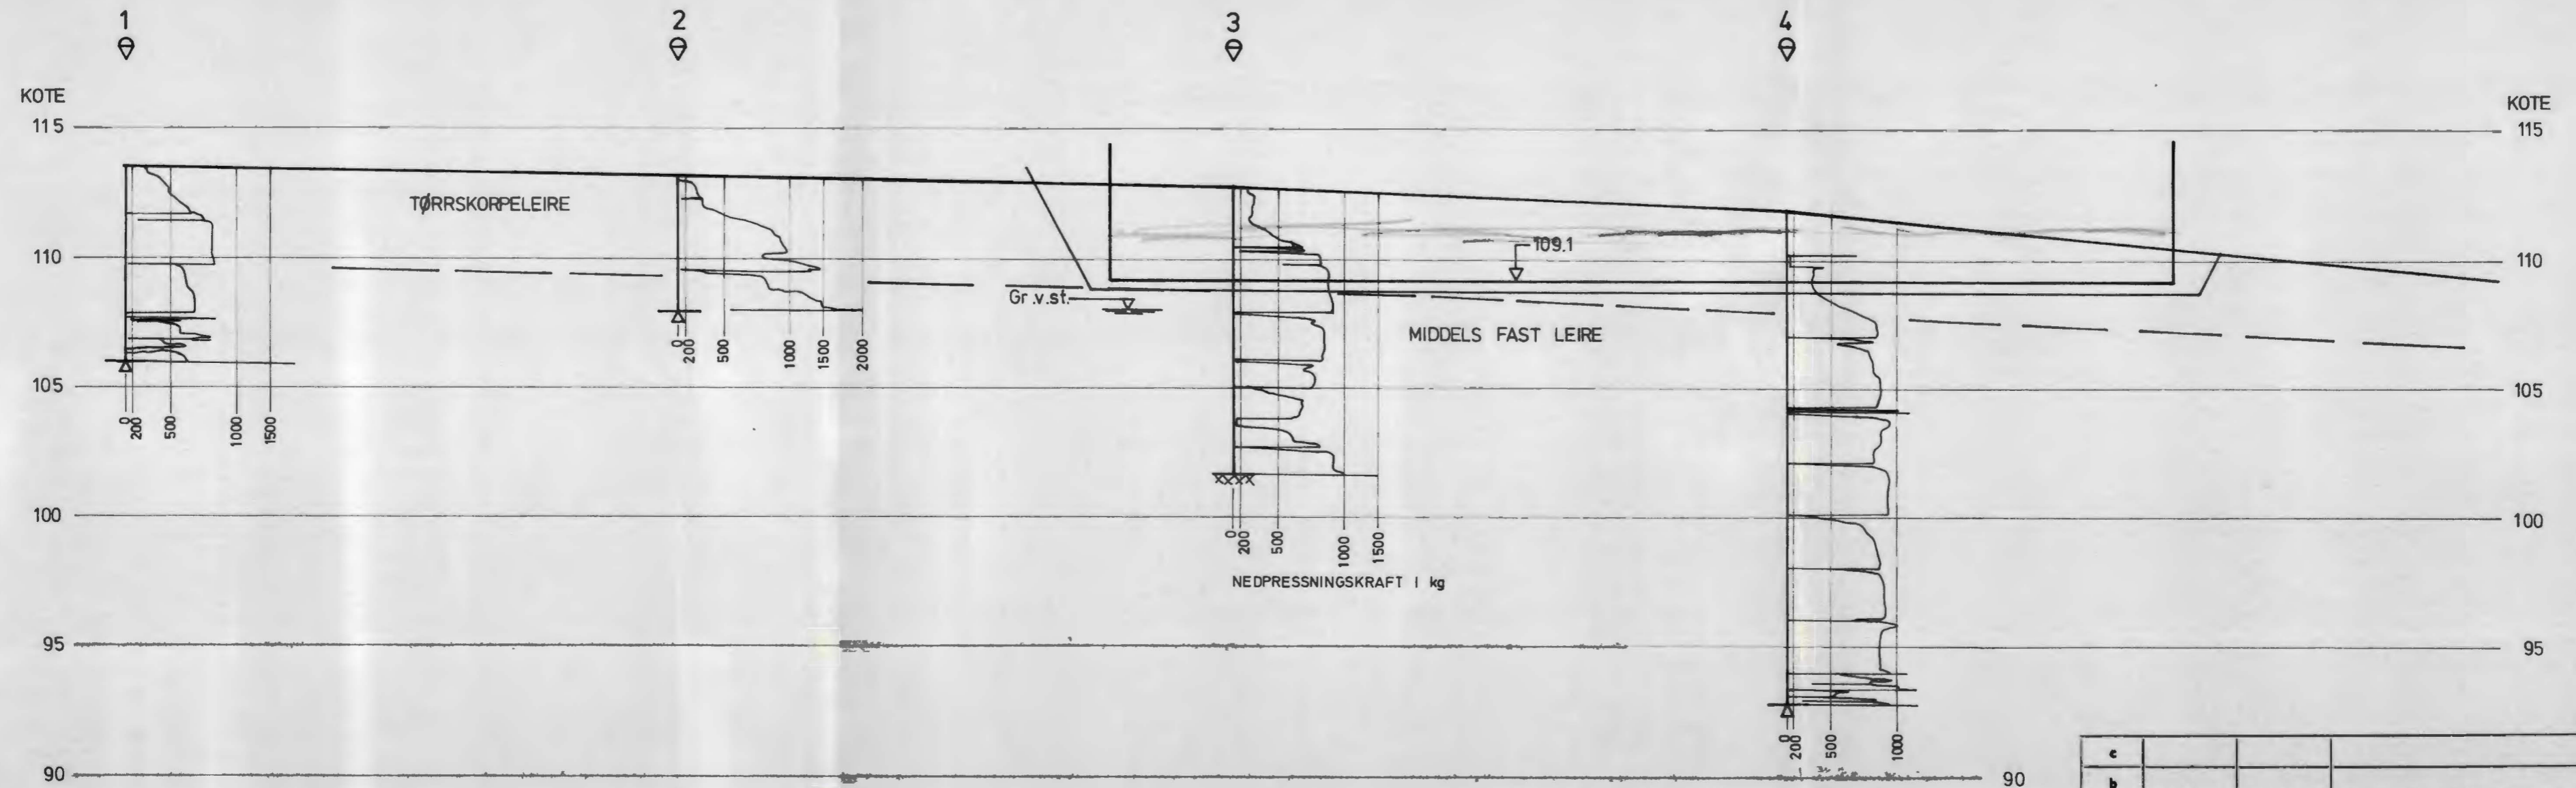 1 2 3 4
KOTE KOTE
115 115
TØRRSKORPELEIRE
110 109.1 110
Gr.v.st.
MIDDELS FAST LEIRE
0 200 500 1000 1500 2000
105 105
0 200 500 1000 1500
100 100
0 200 500 1000 1500
NEDPRESSNINGSKRAFT I kg
95 95
0 200 500 1000
c
90 90
b